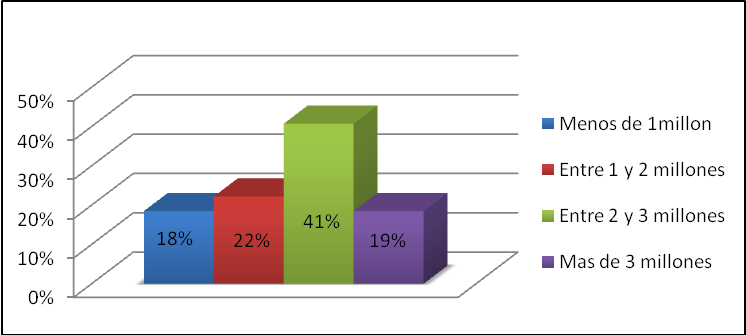 50%
40%
30%
20%
10%
0%
18%
22%
41%
19%
Menos de 1millon
Entre 1 y 2 millones
Entre 2 y 3 millones
Mas de 3 millones